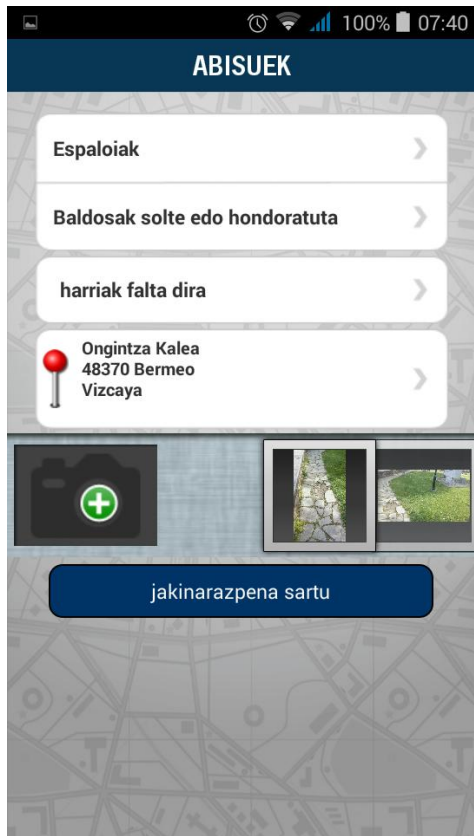 100% 07:40
ABISUEK
Espaloiak
Baldosak solte edo hondoratuta
harriak falta dira
Ongintza Kalea
48370 Bermeo
Vizcaya
jakinarazpena sartu